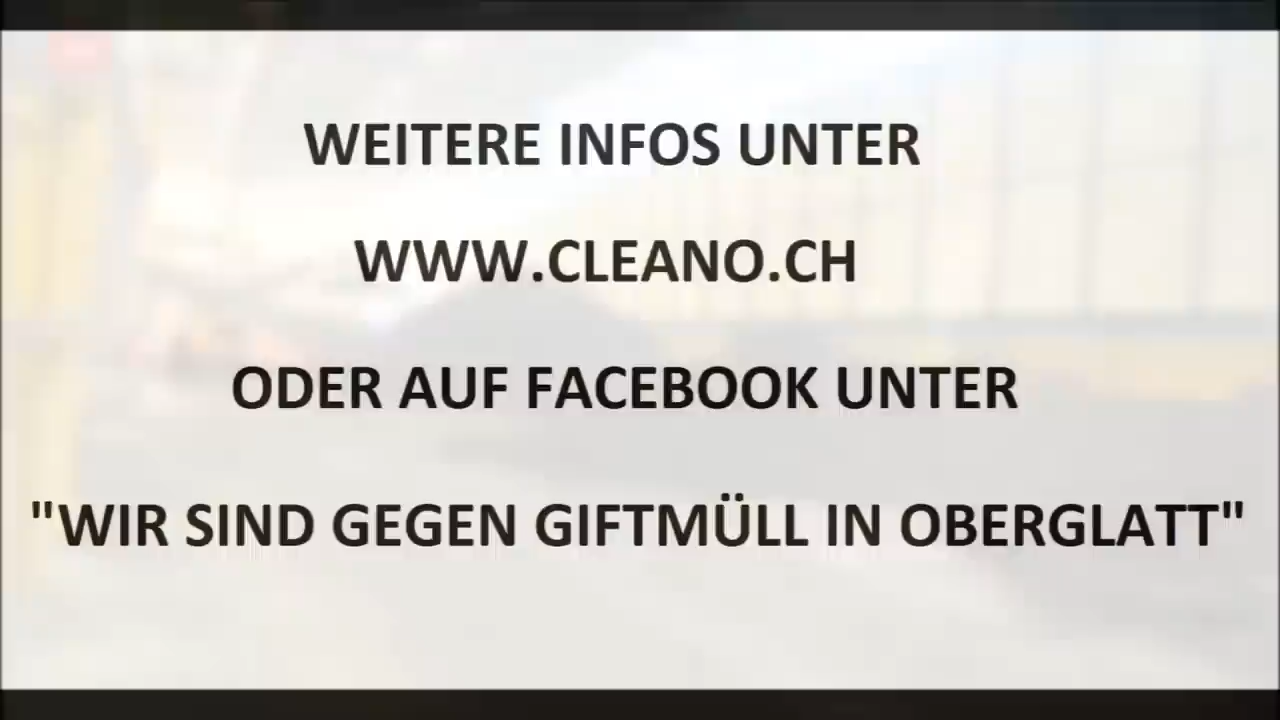 WEITERE INFOS UNTER
WWW.CLEANO.CH
ODER AUF FACEBOOK UNTER
"WIR SIND GEGEN GIFTMÜLL IN OBERGLATT"